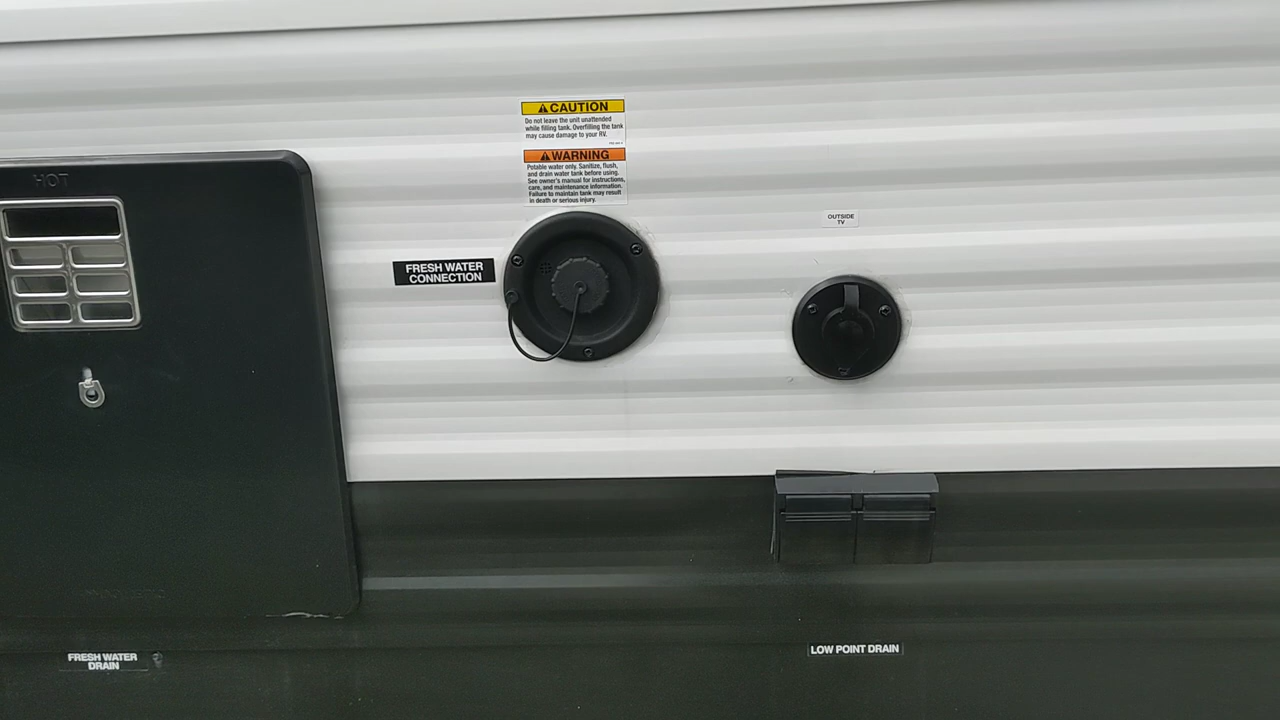 CAUTION
Do not leave the unit unattended
while filling tank. Overfilling the tank
may cause damage to your RV.
WARNING
Potable water only. Sanitize, flush,
and drain water tank before using.
See owner's manual for instructions,
care, and maintenance information.
Failure to maintain tank may result
in death or serious injury.
HOT
OUTSIDE
TV
FRESH WATER
CONNECTION
FRESH WATER
DRAIN
LOW POINT DRAIN